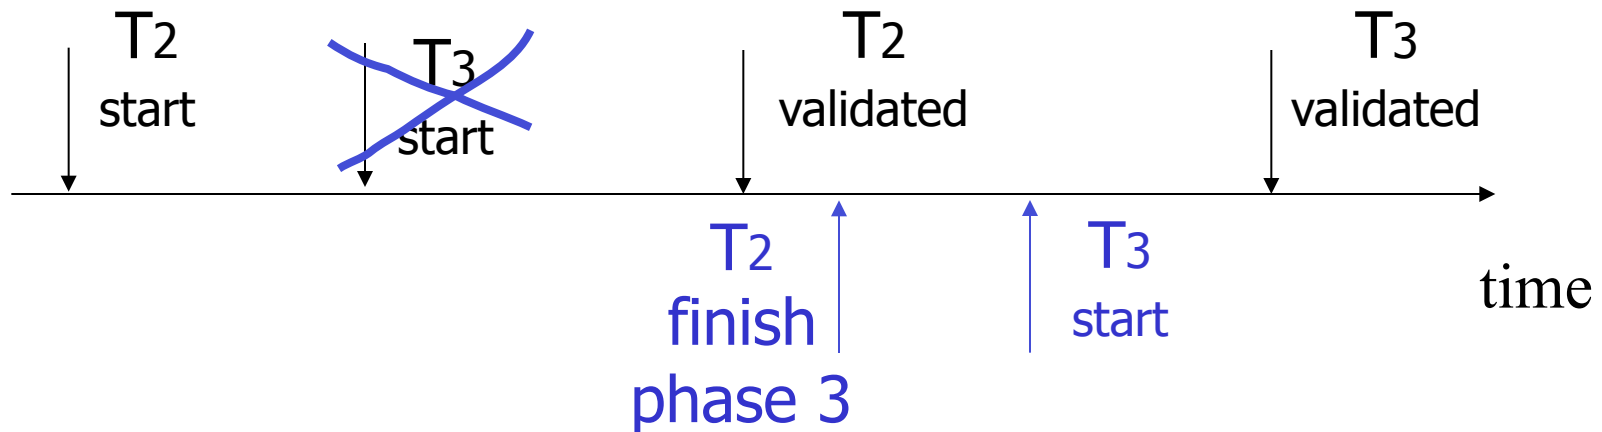 T2
start
T3
start
T2
validated
T3
validated
T2
finish
phase 3
T3
start
time